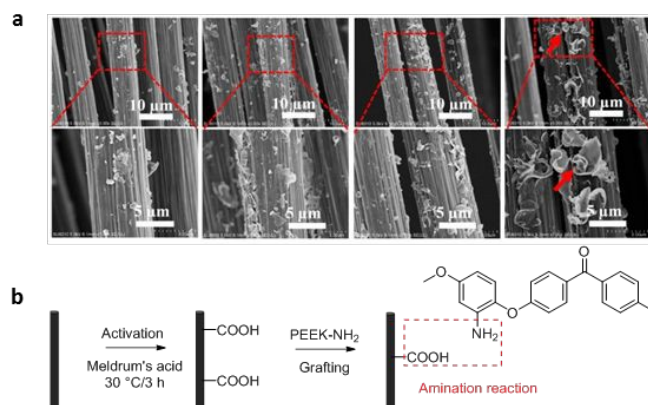 a
10 µm 10 µm 10 µm 10 µm
5 µm 5 µm 5 µm 5 µm
b
Activation
Meldrum's acid
30 °C/3 h
COOH
COOH
PEEK-NH2
Grafting
O
O
O
NH2
COOH
Amination reaction